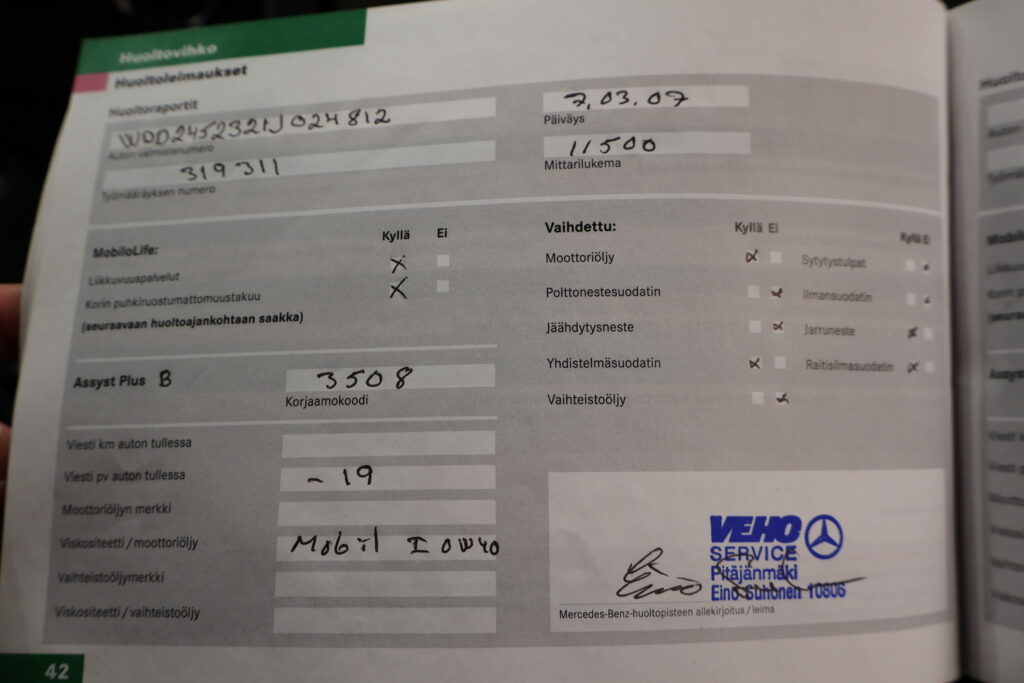 Huoltovihko
Huoltoleimaukset
Huoltoraportit
WDD2452321J024812
Auton valmistenumero
319311
Työmääräyksen numero
7.03.07
Päiväys
11500
Mittarilukema
MobiloLife:
Kyllä Ei
Liikkuvuuspalvelut
Korin puhkiruostumattomuustakuu
(seuraavaan huoltoajankohtaan saakka)
Assyst Plus B
3508
Korjaamokoodi
Viesti km auton tullessa
Viesti pv auton tullessa
- 19
Moottoriöljyn merkki
Viskositeetti / moottoriöljy
Mobil 1 0W40
Vaihteistoöljymerkki
Viskositeetti / vaihteistoöljy
Vaihdettu:
Kyllä Ei
Kyllä Ei
Moottoriöljy
Sytytystulpat
Polttonestesuodatin
Ilmansuodatin
Jäähdytysneste
Jarruneste
Yhdistelmäsuodatin
Raitisilmasuodatin
Vaihteistoöljy
VEHO
SERVICE
Pitäjänmäki
Eino Suhonen 10806
Eino
Mercedes-Benz-huoltopisteen allekirjoitus / leima
42